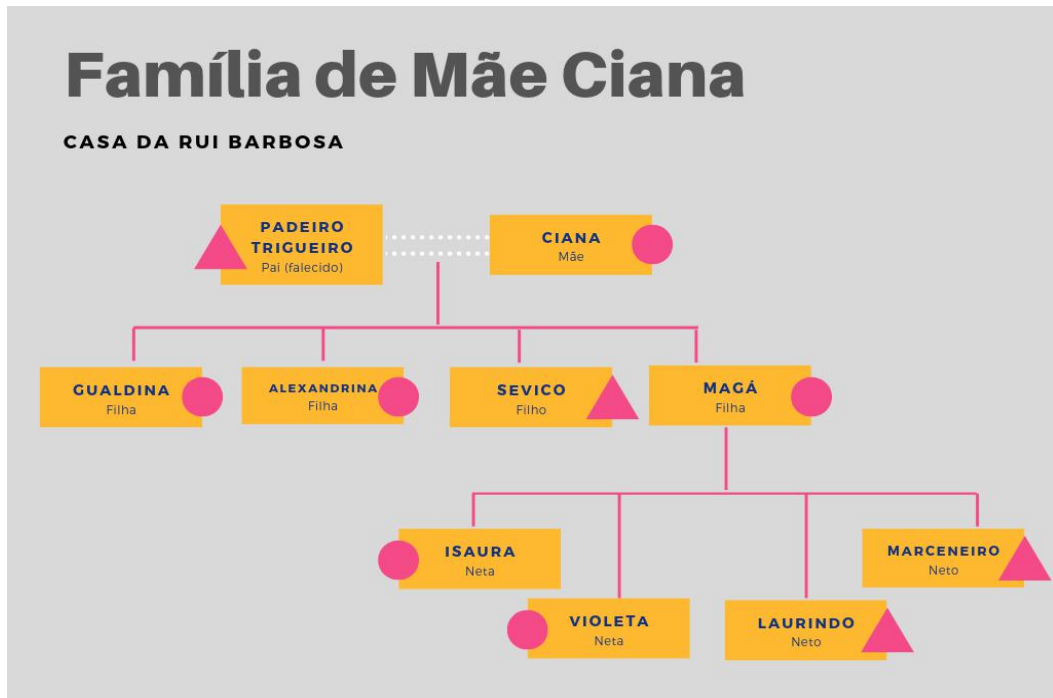 Família de Mãe Ciana
CASA DA RUI BARBOSA
PADEIRO
TRIGUEIRO
Pai (falecido)
CIANA
Mãe
GUALDINA
Filha
ALEXANDRINA
Filha
SEVICO
Filho
MAGÁ
Filha
ISAURA
Neta
VIOLETA
Neta
LAURINDO
Neto
MARCENEIRO
Neto